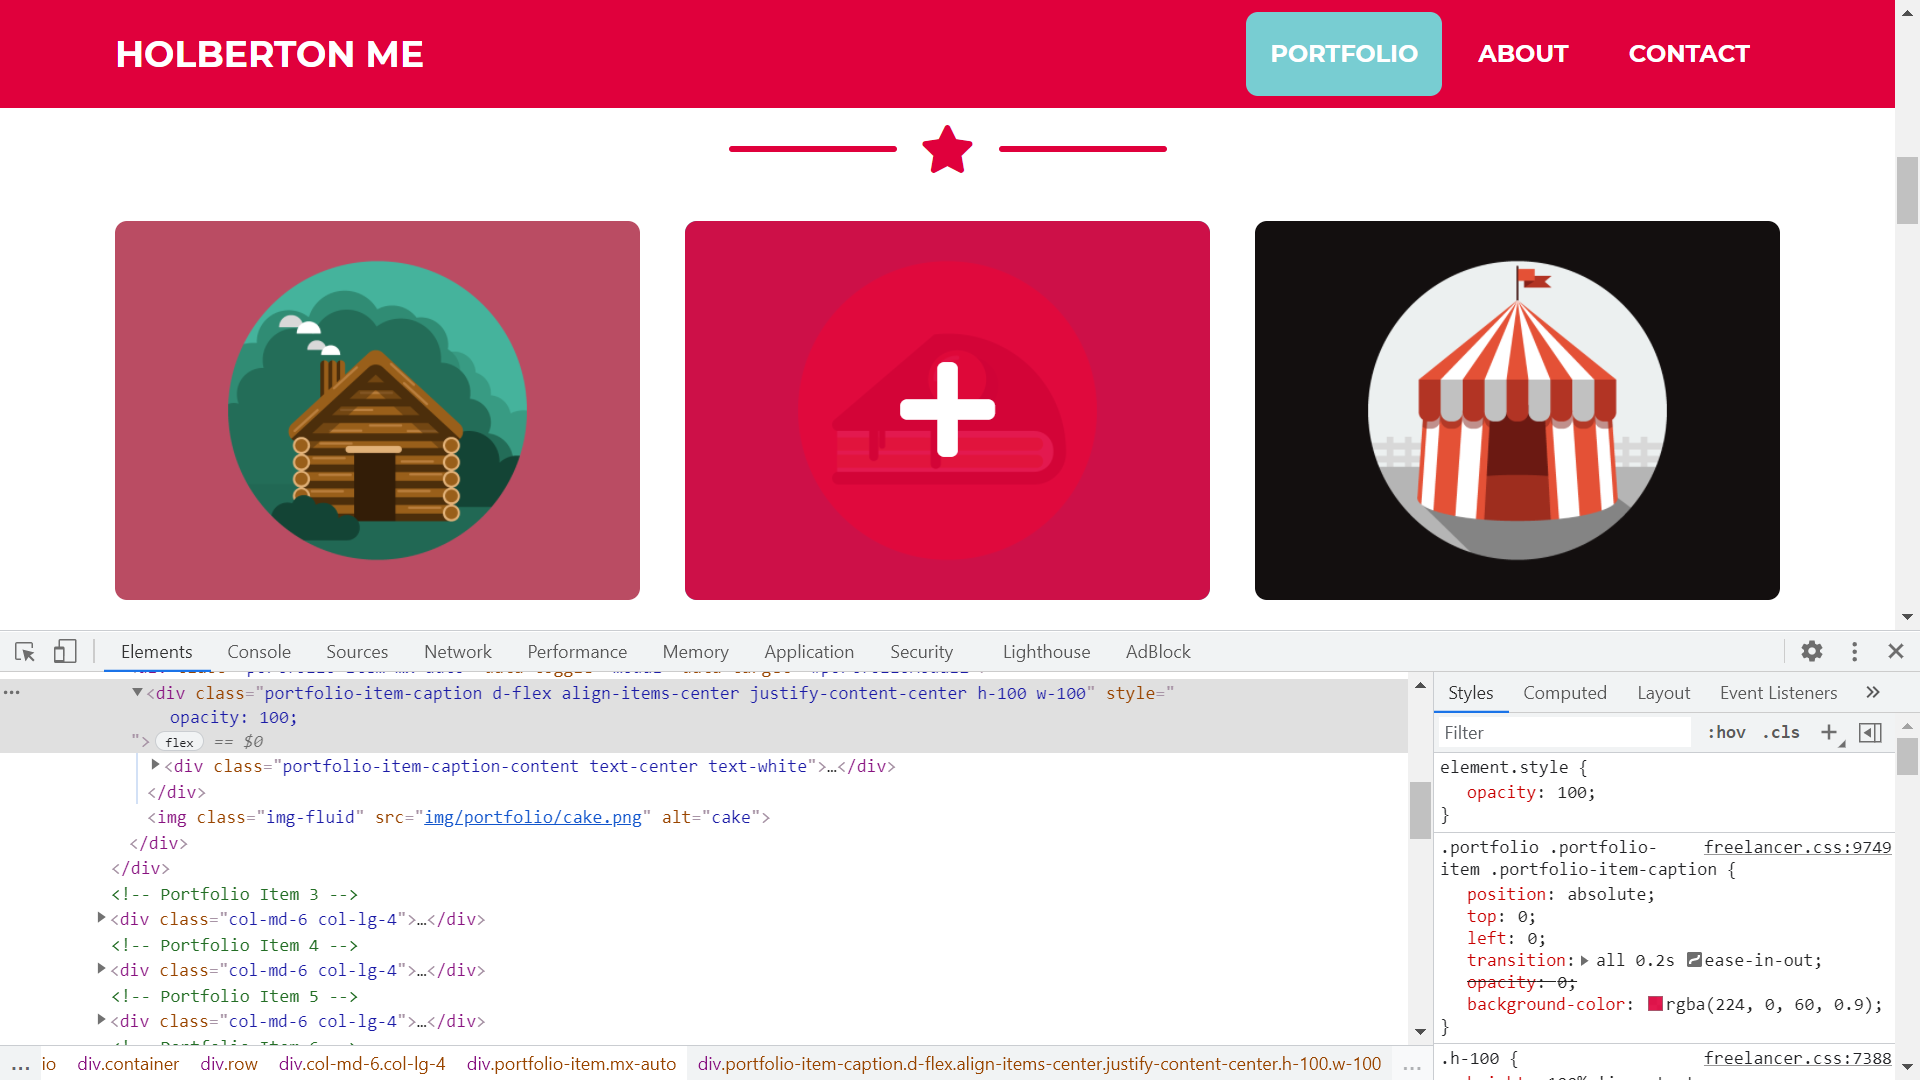 HOLBERTON ME PORTFOLIO ABOUT CONTACT
Elements Console Sources Network Performance Memory Application Security Lighthouse AdBlock
... <div class="portfolio-item-caption d-flex align-items-center justify-content-center h-100 w-100" style="
opacity: 100;
"> flex == $0
<div class="portfolio-item-caption-content text-center text-white">…</div>
</div>
<img class="img-fluid" src="img/portfolio/cake.png" alt="cake">
</div>
</div>
<!-- Portfolio Item 3 -->
<div class="col-md-6 col-lg-4">…</div>
<!-- Portfolio Item 4 -->
<div class="col-md-6 col-lg-4">…</div>
<!-- Portfolio Item 5 -->
<div class="col-md-6 col-lg-4">…</div>
... io div.container div.row div.col-md-6.col-lg-4 div.portfolio-item.mx-auto div.portfolio-item-caption.d-flex.align-items-center.justify-content-center.h-100.w-100 ...
Styles Computed Layout Event Listeners »
Filter :hov .cls +
element.style {
opacity: 100;
}
.portfolio .portfolio- freelancer.css:9749
item .portfolio-item-caption {
position: absolute;
top: 0;
left: 0;
transition: all 0.2s ease-in-out;
opacity: 0;
background-color: rgba(224, 0, 60, 0.9);
}
.h-100 { freelancer.css:7388